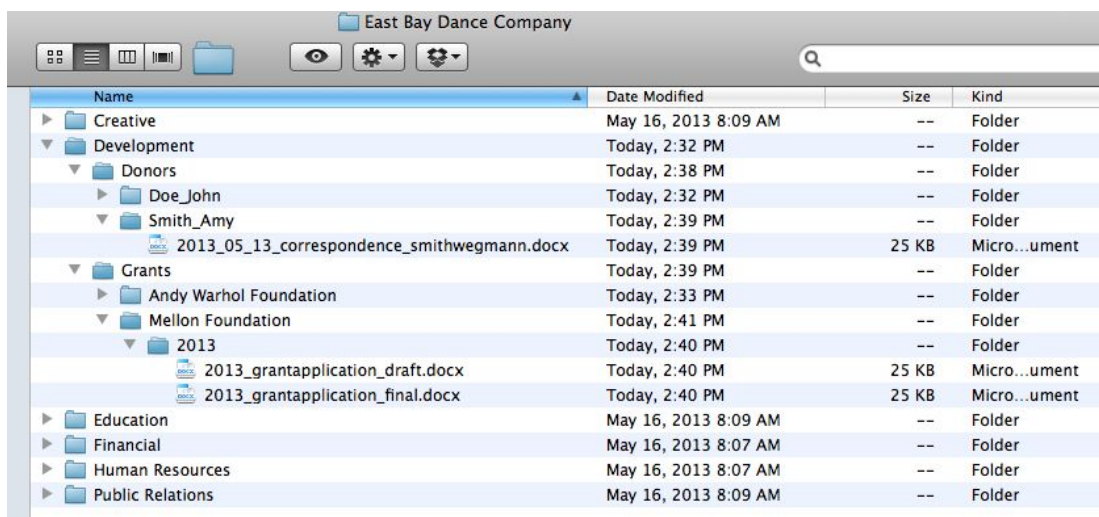 East Bay Dance Company
Name Date Modified Size Kind
Creative May 16, 2013 8:09 AM -- Folder
Development Today, 2:32 PM -- Folder
Donors Today, 2:38 PM -- Folder
Doe_John Today, 2:32 PM -- Folder
Smith_Amy Today, 2:39 PM -- Folder
2013_05_13_correspondence_smithwegmann.docx Today, 2:39 PM 25 KB Micro...ument
Grants Today, 2:39 PM -- Folder
Andy Warhol Foundation Today, 2:33 PM -- Folder
Mellon Foundation Today, 2:41 PM -- Folder
2013 Today, 2:40 PM -- Folder
2013_grantapplication_draft.docx Today, 2:40 PM 25 KB Micro...ument
2013_grantapplication_final.docx Today, 2:40 PM 25 KB Micro...ument
Education May 16, 2013 8:09 AM -- Folder
Financial May 16, 2013 8:07 AM -- Folder
Human Resources May 16, 2013 8:07 AM -- Folder
Public Relations May 16, 2013 8:09 AM -- Folder